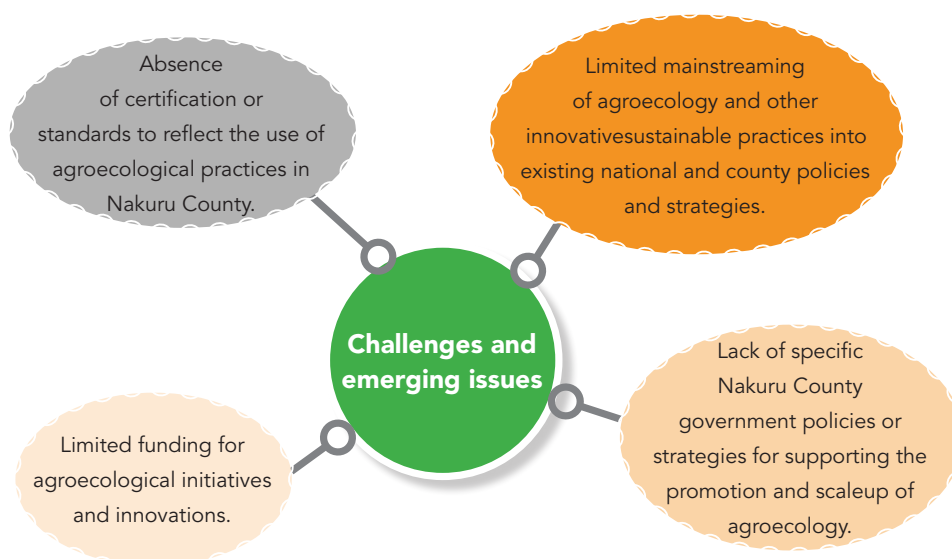 Absence
of certification or
standards to reflect the use of
agroecological practices in
Nakuru County.
Limited mainstreaming
of agroecology and other
innovativesustainable practices into
existing national and county policies
and strategies.
Challenges and
emerging issues
Limited funding for
agroecological initiatives
and innovations.
Lack of specific
Nakuru County
government policies or
strategies for supporting the
promotion and scaleup of
agroecology.